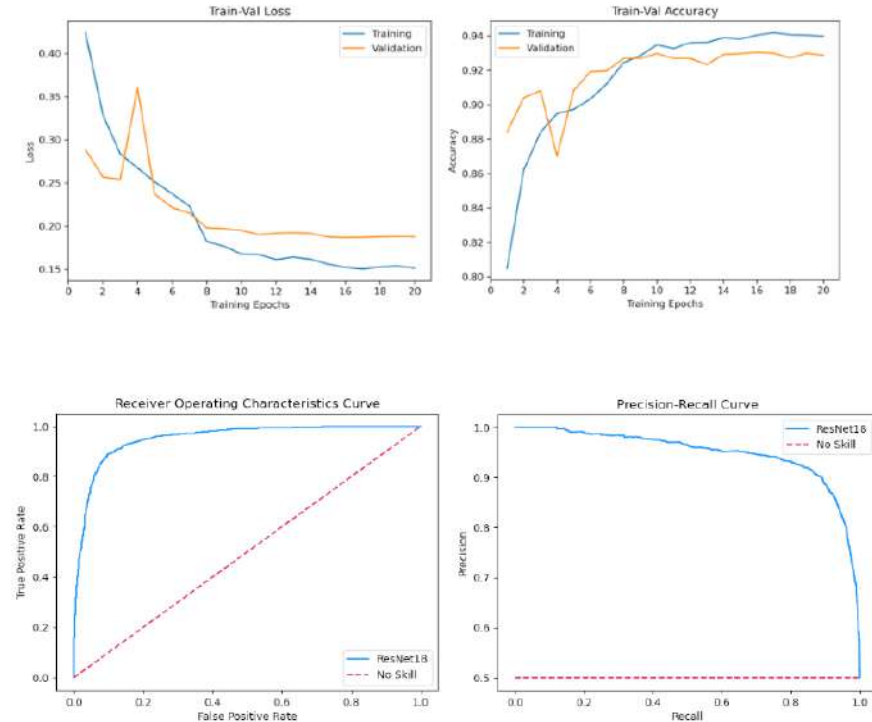 Train-Val Loss
Training
Validation
0.40
0.35
0.30
0.25
0.20
0.15
Loss
0 2 4 6 8 10 12 14 16 18 20
Training Epochs
Train-Val Accuracy
Training
Validation
0.94
0.92
0.90
0.88
0.86
0.84
0.82
0.80
Accuracy
0 2 4 6 8 10 12 14 16 18 20
Training Epochs
Receiver Operating Characteristics Curve
1.0
0.8
0.6
0.4
0.2
0.0
True Positive Rate
ResNet18
No Skill
0.0 0.2 0.4 0.6 0.8 1.0
False Positive Rate
Precision-Recall Curve
ResNet18
No Skill
1.0
0.9
0.8
0.7
0.6
0.5
Precision
0.0 0.2 0.4 0.6 0.8 1.0
Recall